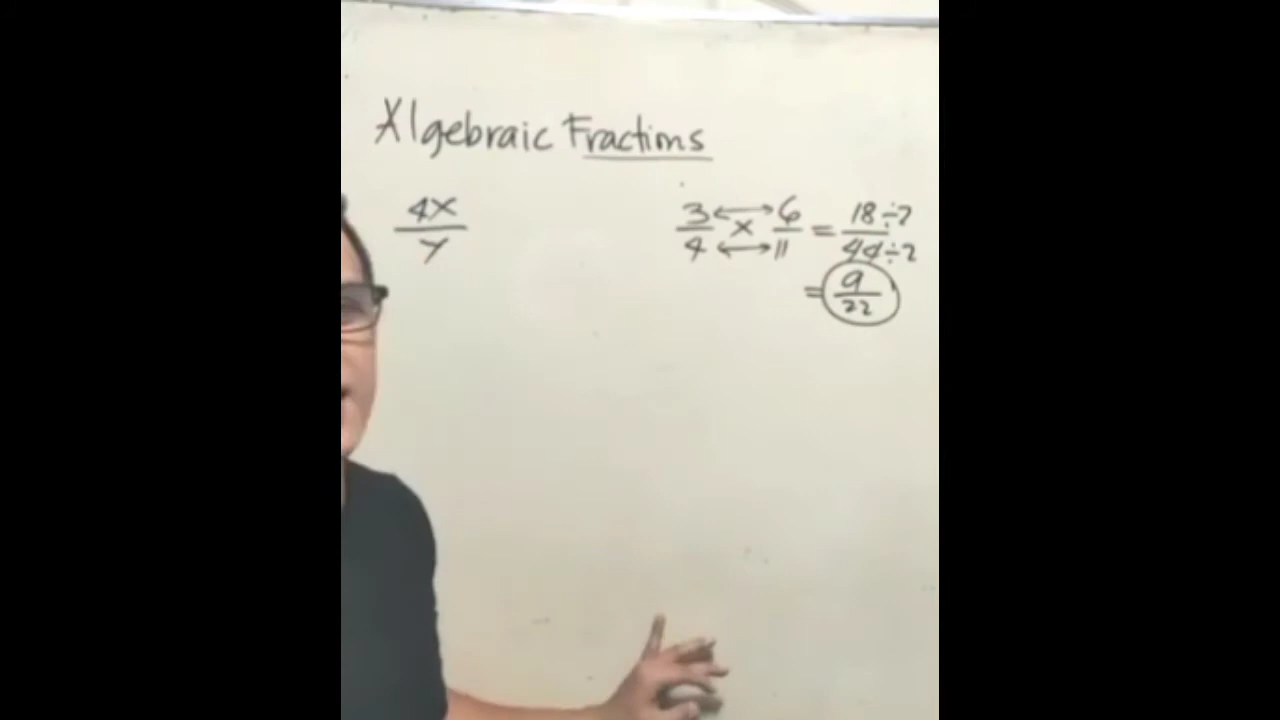 Algebraic Fractions
4x/y
3/4 × 6/11 = 18÷2/44÷2
= 9/22